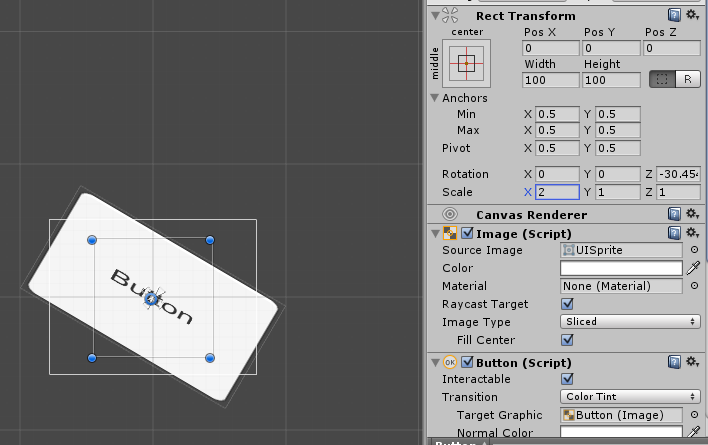 Button
Rect Transform
center
middle
Pos X Pos Y Pos Z
0 0 0
Width Height
100 100
R
Anchors
Min X 0.5 Y 0.5
Max X 0.5 Y 0.5
Pivot X 0.5 Y 0.5
Rotation X 0 Y 0 Z -30.454
Scale X 2 Y 1 Z 1
Canvas Renderer
Image (Script)
Source Image UISprite
Color
Material None (Material)
Raycast Target
Image Type Sliced
Fill Center
OK Button (Script)
Interactable
Transition Color Tint
Target Graphic Button (Image)
Normal Color
Button